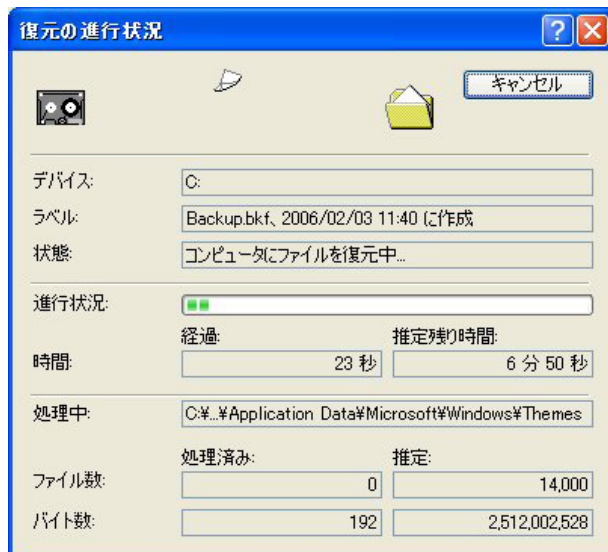 復元の進行状況
キャンセル
デバイス: C:
ラベル: Backup.bkf、2006/02/03 11:40 に作成
状態: コンピュータにファイルを復元中...
進行状況:
経過: 推定残り時間:
時間: 23 秒 6 分 50 秒
処理中: C:¥...¥Application Data¥Microsoft¥Windows¥Themes
処理済み: 推定:
ファイル数: 0 14,000
バイト数: 192 2,512,002,528